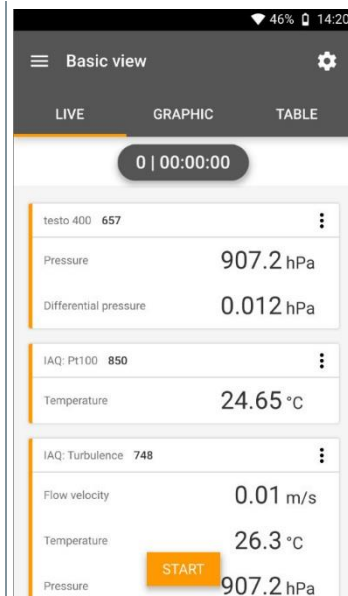 46% 14:20
Basic view
LIVE GRAPHIC TABLE
0 | 00:00:00
testo 400 657
Pressure 907.2 hPa
Differential pressure 0.012 hPa
IAQ: Pt100 850
Temperature 24.65 °C
IAQ: Turbulence 748
Flow velocity 0.01 m/s
Temperature 26.3 °C
START
Pressure 907.2 hPa